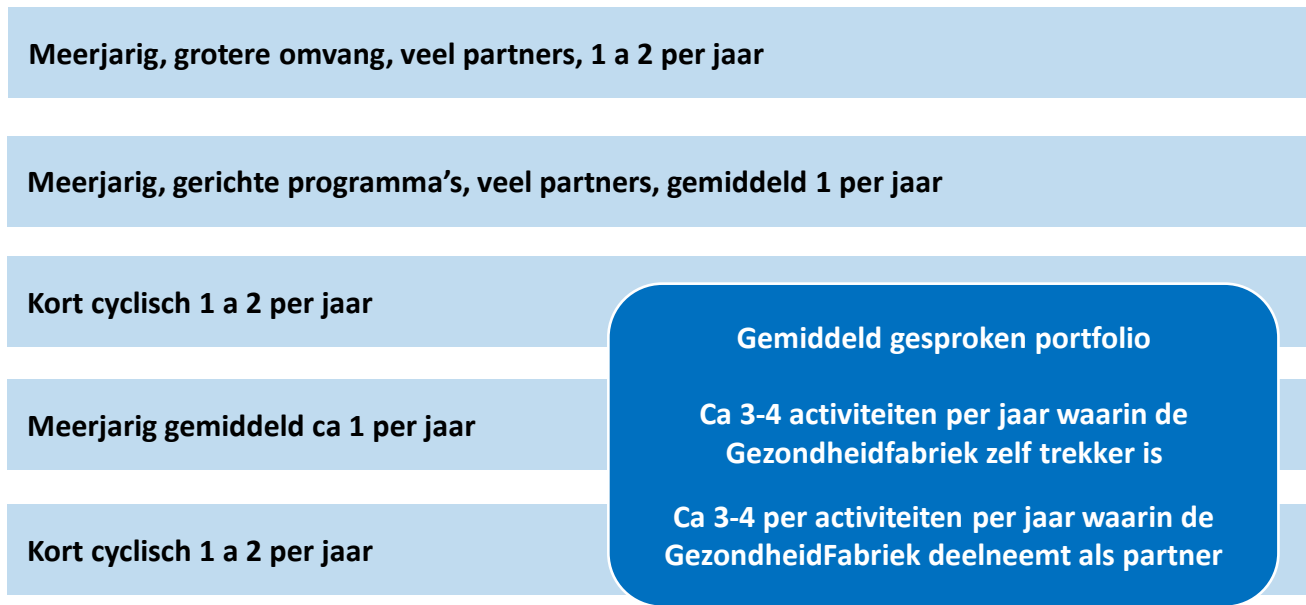 Meerjarig, grotere omvang, veel partners, 1 a 2 per jaar
Meerjarig, gerichte programma’s, veel partners, gemiddeld 1 per jaar
Kort cyclisch 1 a 2 per jaar
Meerjarig gemiddeld ca 1 per jaar
Kort cyclisch 1 a 2 per jaar
Gemiddeld gesproken portfolio
Ca 3-4 activiteiten per jaar waarin de
Gezondheidfabriek zelf trekker is
Ca 3-4 per activiteiten per jaar waarin de
GezondheidFabriek deelneemt als partner